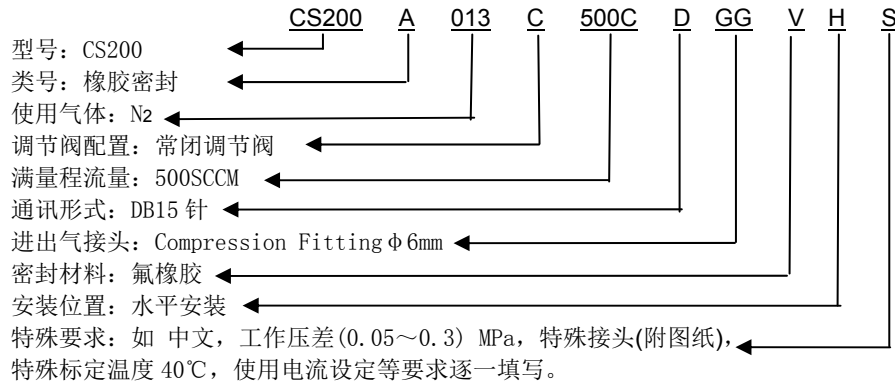 CS200 A 013 C 500C D GG V H S
型号：CS200
类号：橡胶密封
使用气体：N2
调节阀配置：常闭调节阀
满量程流量：500SCCM
通讯形式：DB15 针
进出气接头：Compression Fittingφ6mm
密封材料：氟橡胶
安装位置：水平安装
特殊要求：如 中文，工作压差(0.05～0.3) MPa，特殊接头(附图纸)，
特殊标定温度 40℃，使用电流设定等要求逐一填写。